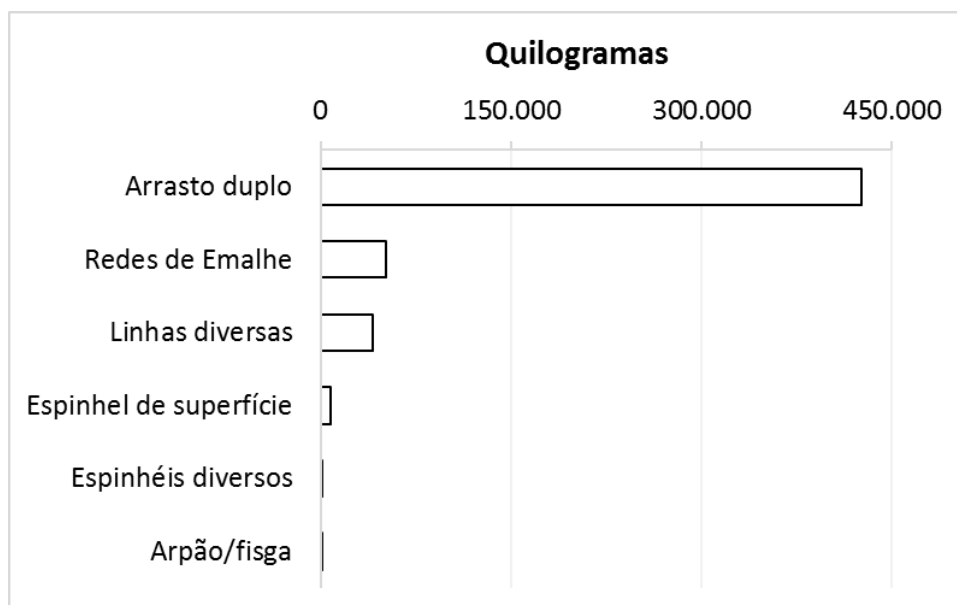 Quilogramas
0 150.000 300.000 450.000
Arrasto duplo
Redes de Emalhe
Linhas diversas
Espinhel de superfície
Espinhéis diversos
Arpão/fisga